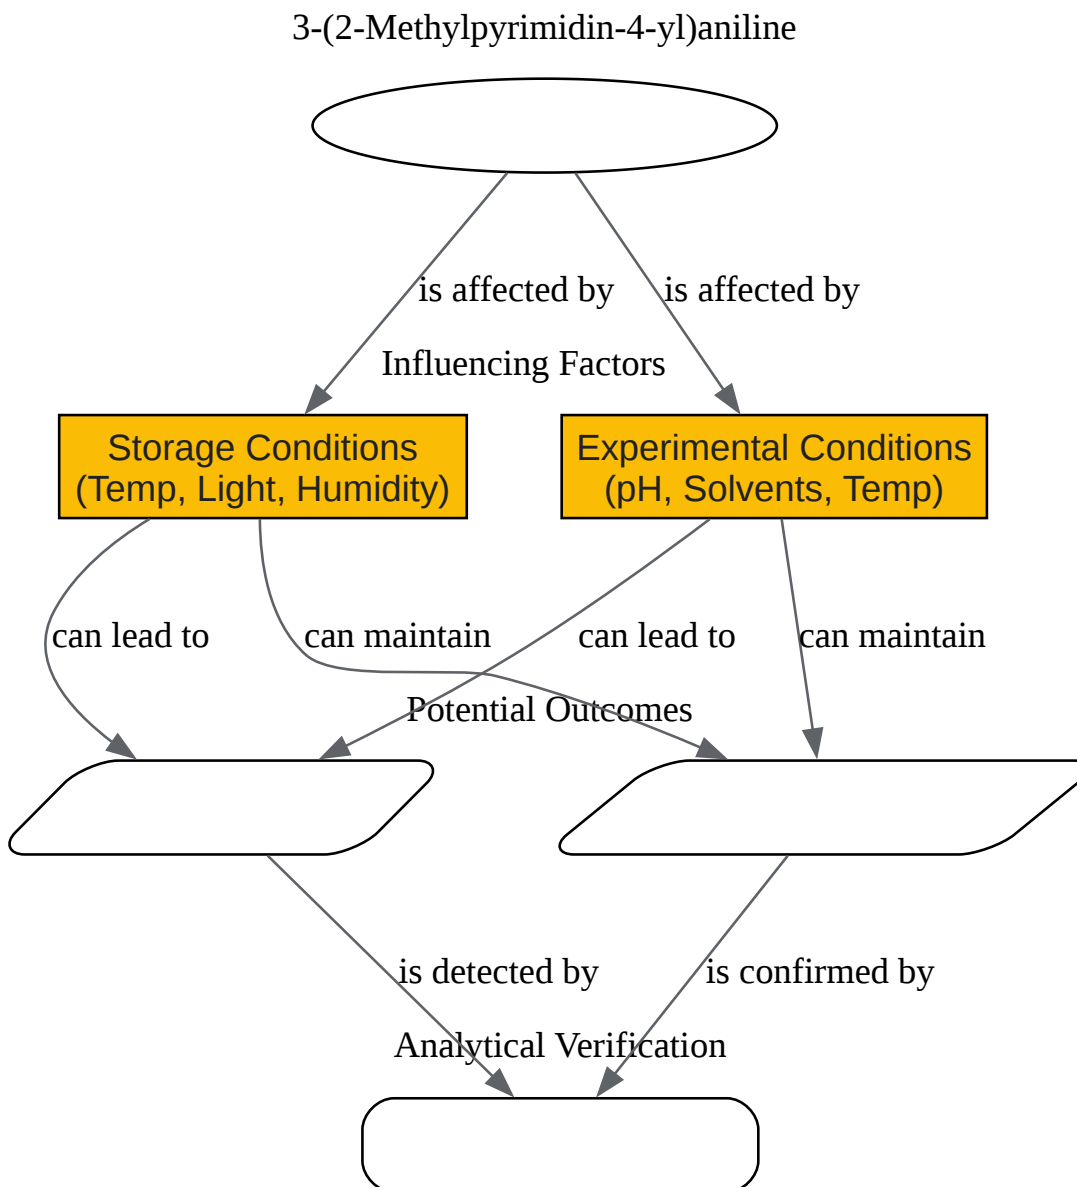 3-(2-Methylpyrimidin-4-yl)aniline
is affected by
is affected by
Influencing Factors
Storage Conditions
(Temp, Light, Humidity)
Experimental Conditions
(pH, Solvents, Temp)
can lead to
can maintain
can lead to
can maintain
Potential Outcomes
is detected by
is confirmed by
Analytical Verification